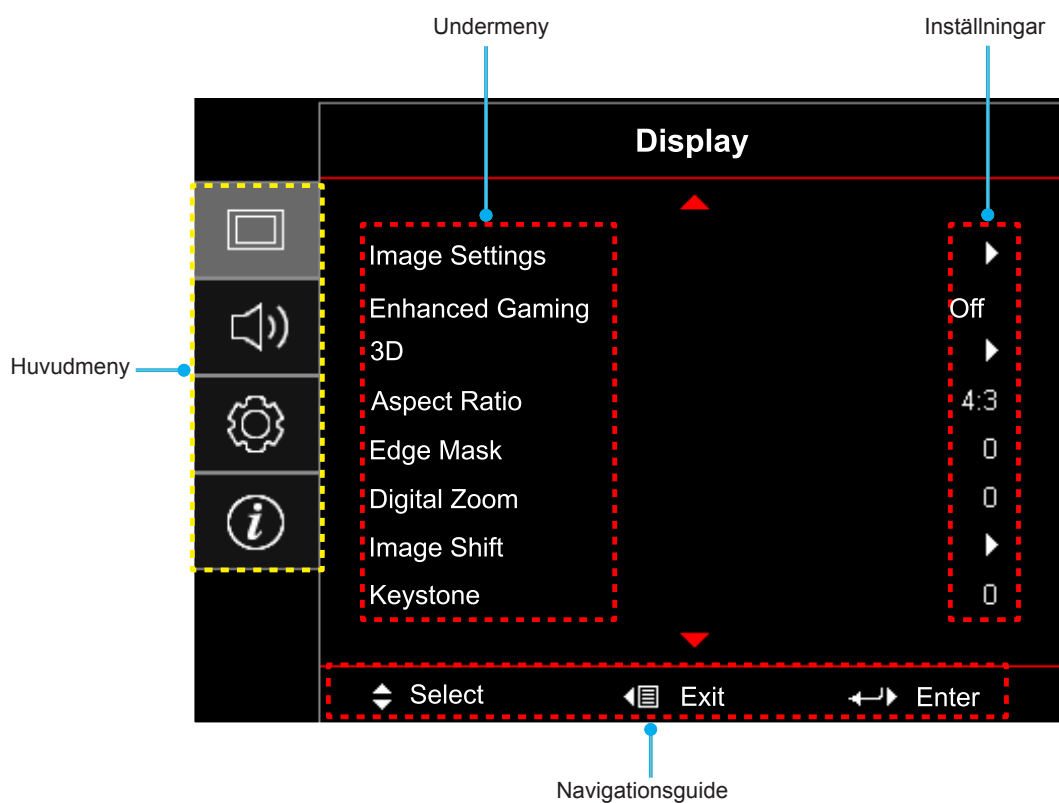 Undermeny Inställningar
Display
Image Settings
Enhanced Gaming Off
3D
Huvudmeny
Aspect Ratio 4:3
Edge Mask 0
Digital Zoom 0
Image Shift
Keystone 0
Select Exit Enter
Navigationsguide